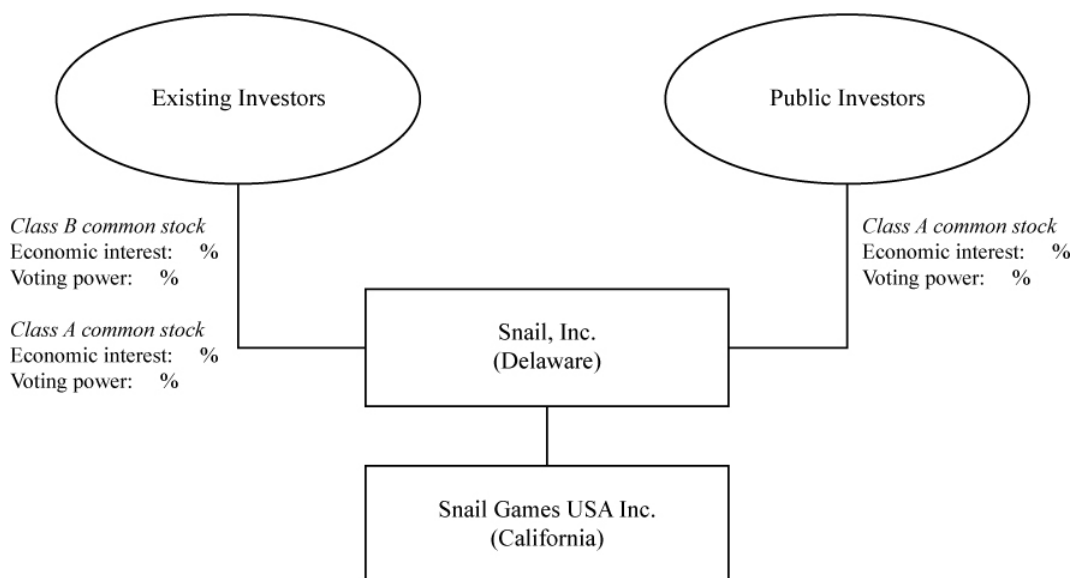 Existing Investors
Public Investors
Class B common stock
Economic interest: %
Voting power: %
Class A common stock
Economic interest: %
Voting power: %
Class A common stock
Economic interest: %
Voting power: %
Snail, Inc.
(Delaware)
Snail Games USA Inc.
(California)